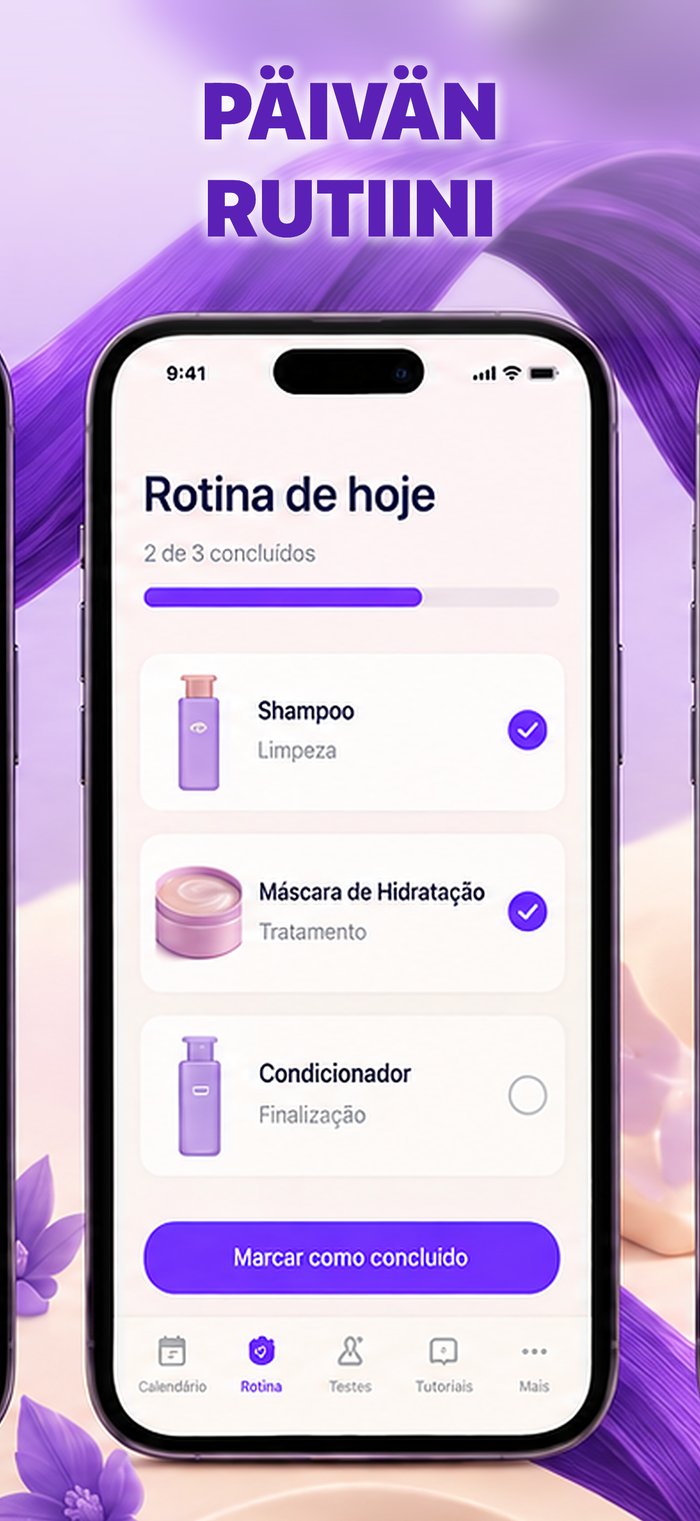 PÄIVÄN
RUTIINI
9:41
Rotina de hoje
2 de 3 concluídos
Shampoo
Limpeza
Máscara de Hidratação
Tratamento
Condicionador
Finalização
Marcar como concluído
Calendário
Rotina
Testes
Tutoriais
Mais